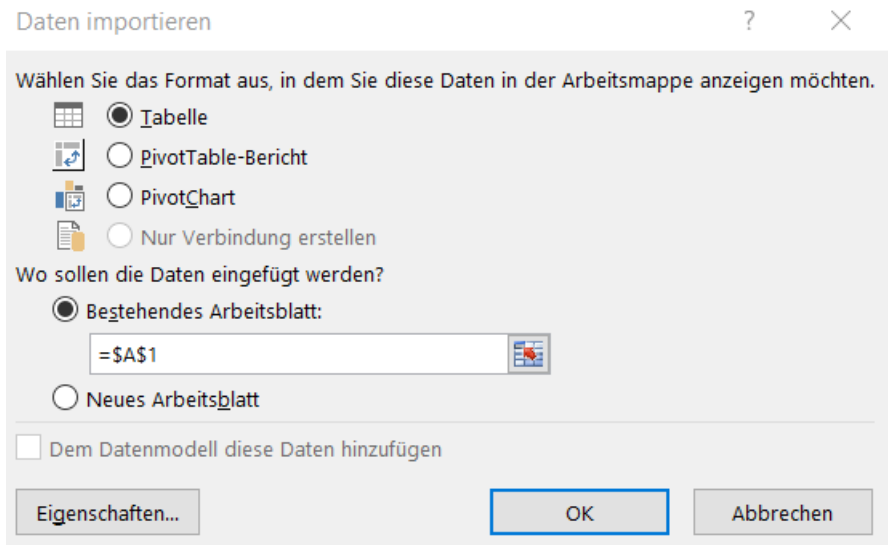 Daten importieren ? ×
Wählen Sie das Format aus, in dem Sie diese Daten in der Arbeitsmappe anzeigen möchten.
Tabelle
PivotTable-Bericht
PivotChart
Nur Verbindung erstellen
Wo sollen die Daten eingefügt werden?
Bestehendes Arbeitsblatt:
=$A$1
Neues Arbeitsblatt
Dem Datenmodell diese Daten hinzufügen
Eigenschaften... OK Abbrechen